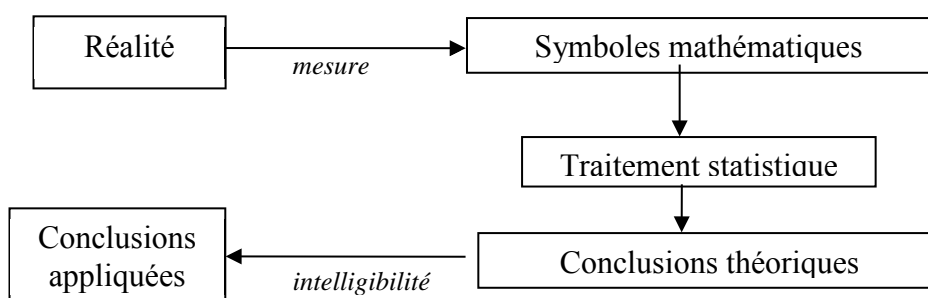 Réalité
mesure
Symboles mathématiques
Traitement statistique
Conclusions théoriques
intelligibilité
Conclusions
appliquées